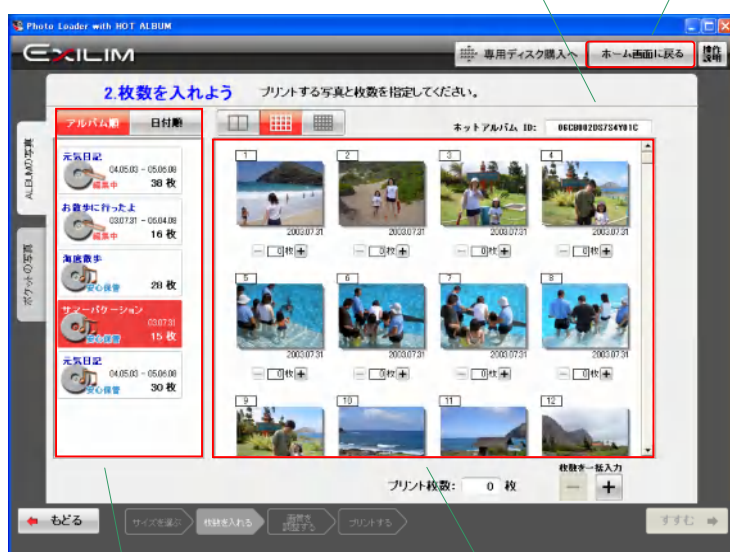 Photo Loader with HOT ALBUM
EXILIM
専用ディスク購入へ
ホーム画面に戻る
操作説明
2.枚数を入れよう
プリントする写真と枚数を指定してください。
アルバム順
日付順
ホットアルバム ID:
ALBUMの写真
ポケットの写真
元気日記
04.05.03 - 05.06.08
編集中
38 枚
お散歩に行ったよ
03.07.31 - 05.04.08
編集中
16 枚
海底散歩
安心保管
28 枚
サマーバケーション
03.07.31
安心保管
15 枚
元気日記
04.05.03 - 05.06.08
安心保管
30 枚
1
2
3
4
2003.07.31
2003.07.31
2003.07.31
2003.07.31
0枚
0枚
0枚
0枚
5
6
7
8
2003.07.31
2003.07.31
2003.07.31
2003.07.31
0枚
0枚
0枚
0枚
9
10
11
12
プリント枚数: 0 枚
枚数を一括入力
もどる
サイズを選ぶ
枚数を入れる
画質を調整する
プリントする
すすむ